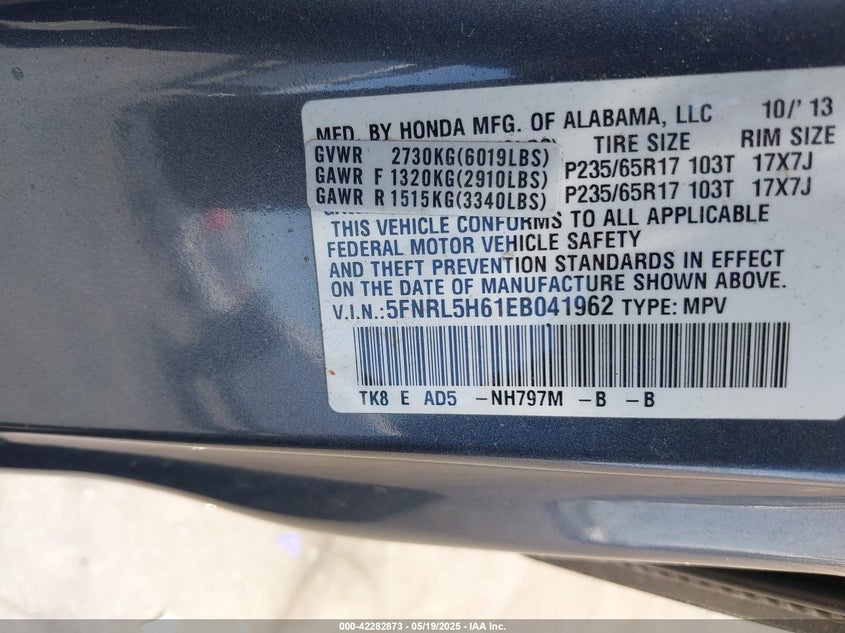 MFD. BY HONDA MFG. OF ALABAMA, LLC 10/'13
TIRE SIZE RIM SIZE
GVWR 2730KG(6019LBS)
GAWR F 1320KG(2910LBS) P235/65R17 103T 17X7J
GAWR R 1515KG(3340LBS) P235/65R17 103T 17X7J
THIS VEHICLE CONFORMS TO ALL APPLICABLE
FEDERAL MOTOR VEHICLE SAFETY
AND THEFT PREVENTION STANDARDS IN EFFECT
ON THE DATE OF MANUFACTURE SHOWN ABOVE.
V.I.N.:5FNRL5H61EB041962 TYPE: MPV
TK8 E AD5 -NH797M -B -B
000-42282873 - 05/19/2025 - IAA Inc.